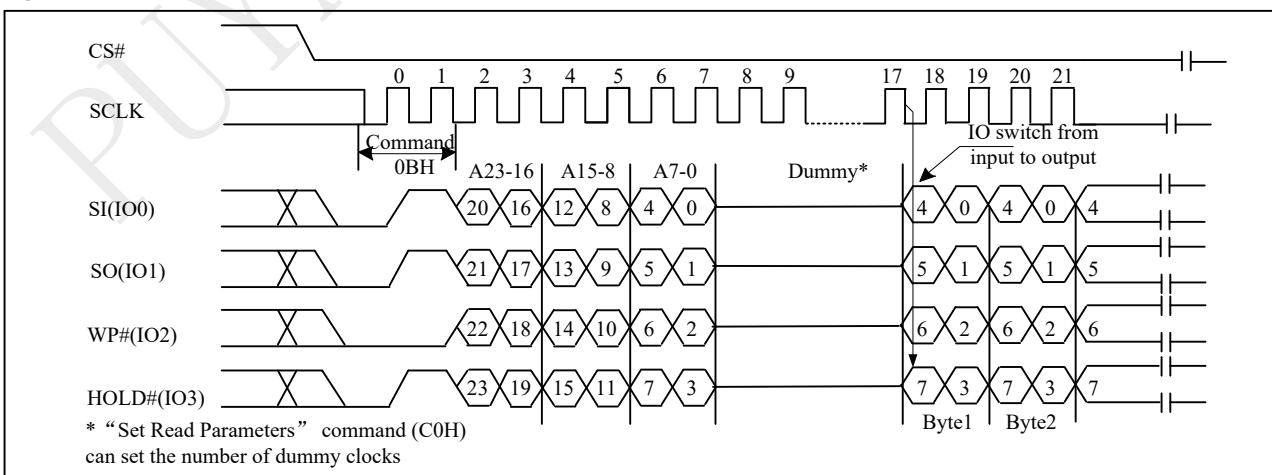 PUYA
CS#
0 1 2 3 4 5 6 7 8 9 17 18 19 20 21
SCLK
Command
0BH
IO switch from
input to output
A23-16 A15-8 A7-0 Dummy*
SI(IO0) 20 16 12 8 4 0 4 0 4 0 4
SO(IO1) 21 17 13 9 5 1 5 1 5 1 5
WP#(IO2) 22 18 14 10 6 2 6 2 6 2 6
HOLD#(IO3) 23 19 15 11 7 3 7 3 7 3 7
Byte1 Byte2
* “Set Read Parameters” command (C0H)
can set the number of dummy clocks